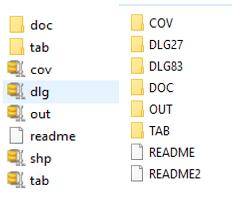 doc
tab
cov
dlg
out
readme
shp
tab
COV
DLG27
DLG83
DOC
OUT
TAB
README
README2